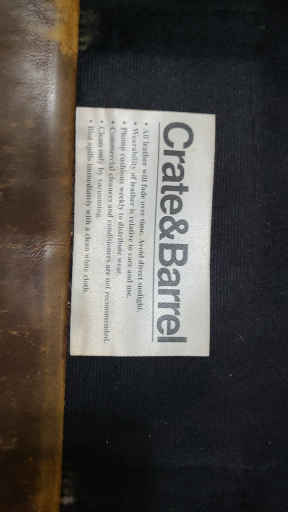 Crate&Barrel
• All leather will fade over time. Avoid direct sunlight.
• Wearability of leather is relative to care and use.
• Plump cushions weekly to distribute wear.
• Commercial cleaners and conditioners are not recommended.
• Clean only by vacuuming.
• Blot spills immediately with a clean white cloth.